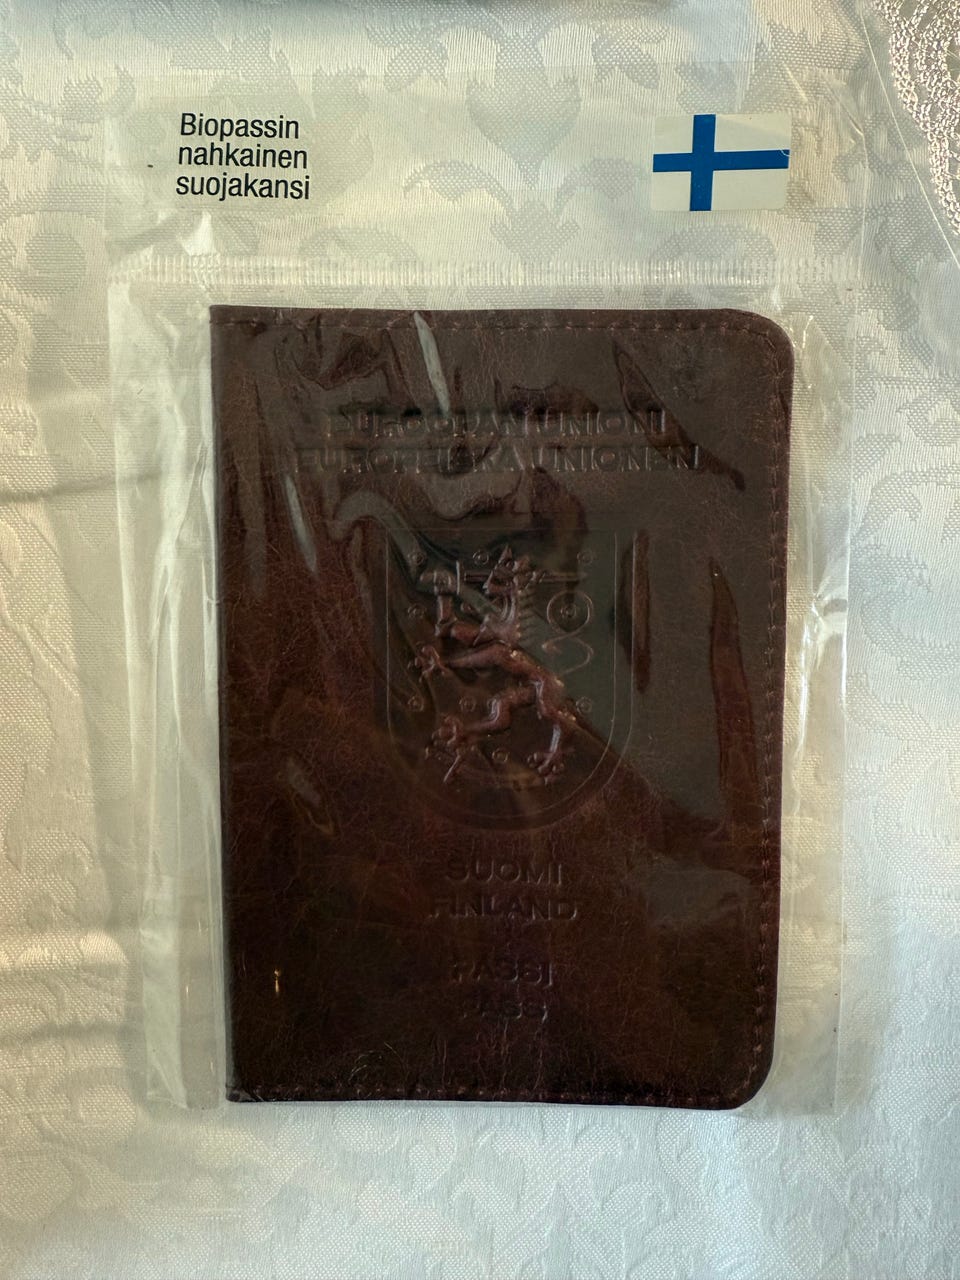 Biopassin
nahkainen
suojakansi
EUROOPAN UNIONI
EUROPEISKA UNIONEN
SUOMI
FINLAND
PASSI
PASS